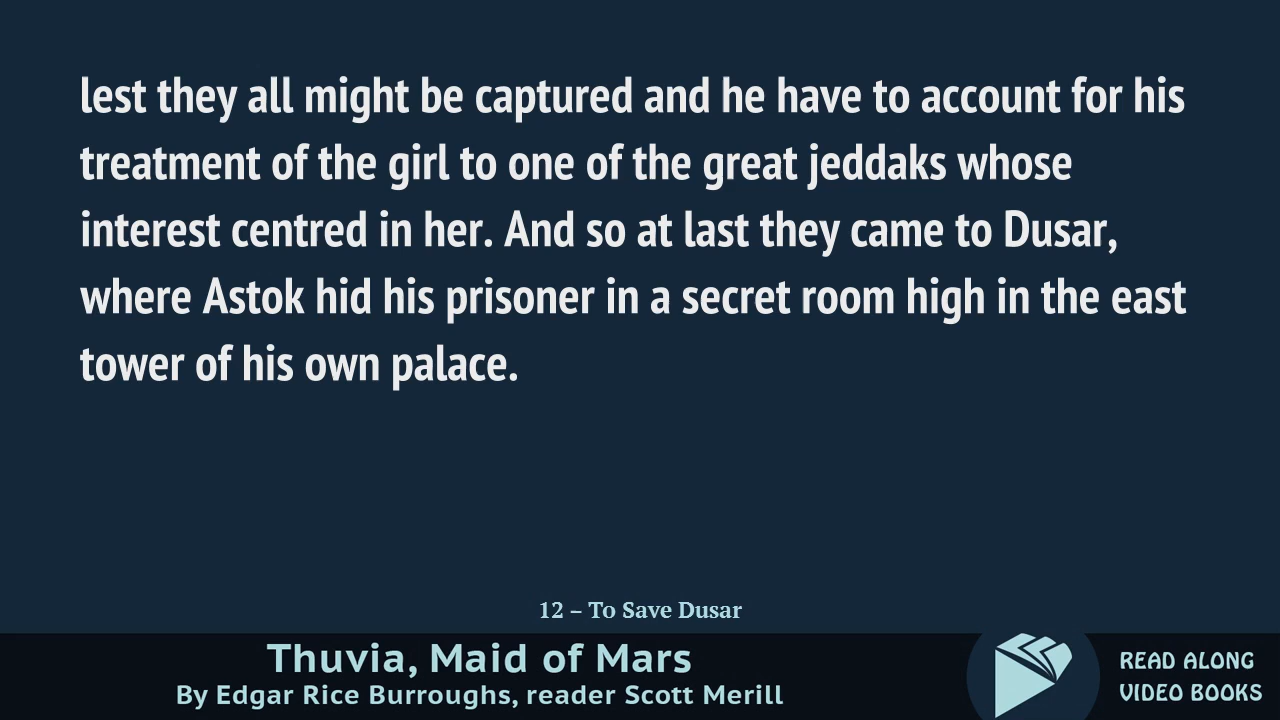 lest they all might be captured and he have to account for his
treatment of the girl to one of the great jeddaks whose
interest centred in her. And so at last they came to Dusar,
where Astok hid his prisoner in a secret room high in the east
tower of his own palace.
12 – To Save Dusar
Thuvia, Maid of Mars
By Edgar Rice Burroughs, reader Scott Merill
READ ALONG
VIDEO BOOKS